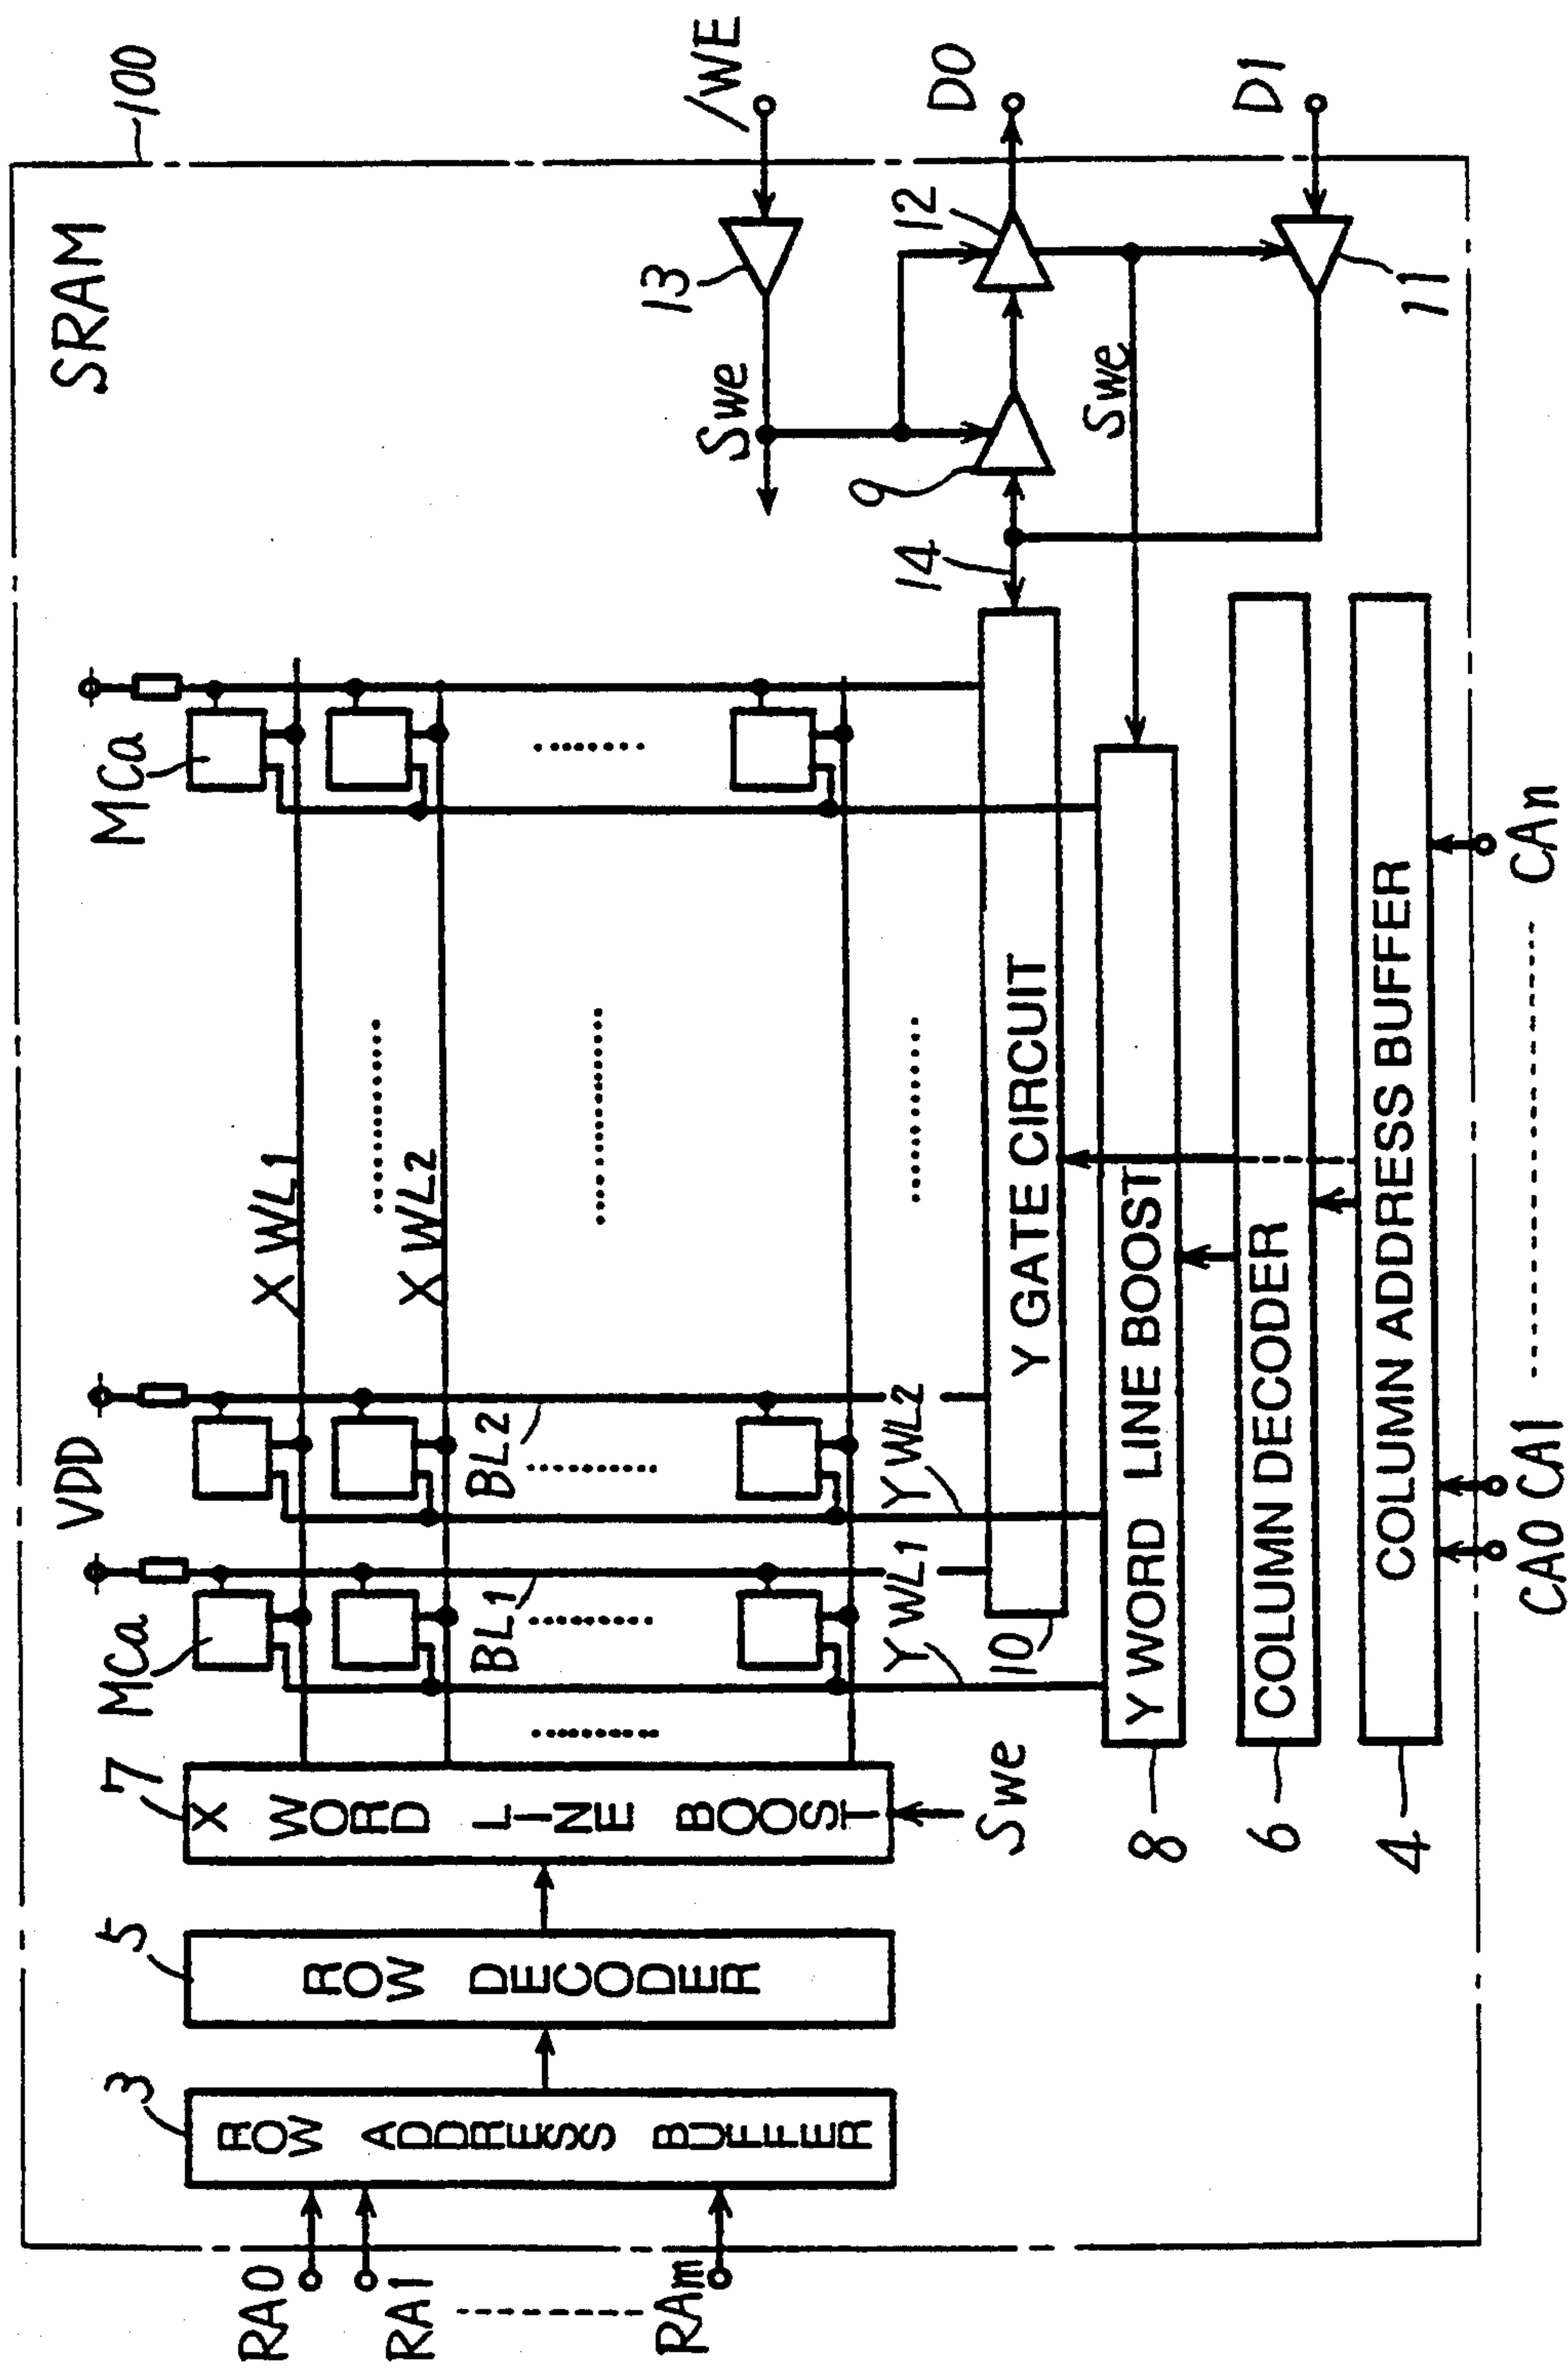 SRAM
100
VDD
MCa
MCa
X WL1
X WL2
BL1
BL2
Y WL1
Y WL2
RA0
RA1
RAm
3
ROW ADDRESS BUFFER
5
ROW DECODER
7
X WORD LINE BOOST
Swe
10
Y GATE CIRCUIT
8
Y WORD LINE BOOST
6
COLUMN DECODER
4
COLUMN ADDRESS BUFFER
CA0 CA1
CAn
14
9
Swe
13
/WE
12
D0
Swe
11
DI